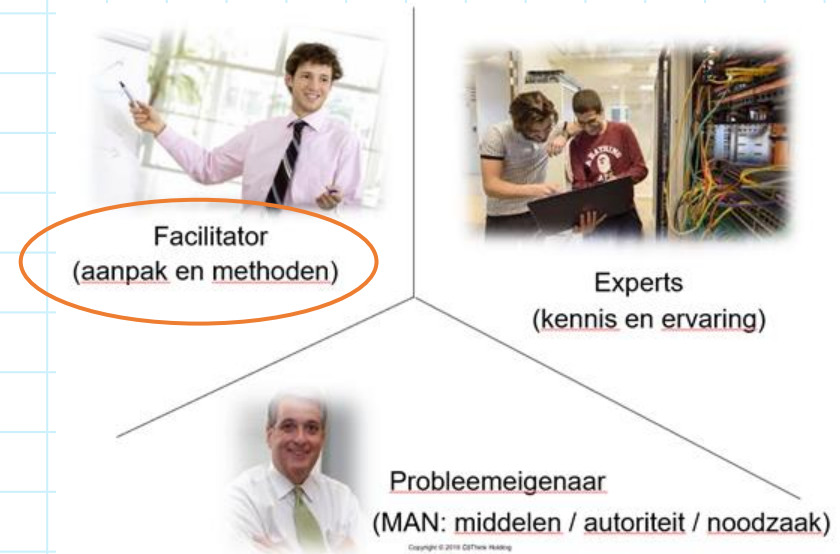 Facilitator
(aanpak en methoden)
Experts
(kennis en ervaring)
Probleemeigenaar
(MAN: middelen / autoriteit / noodzaak)